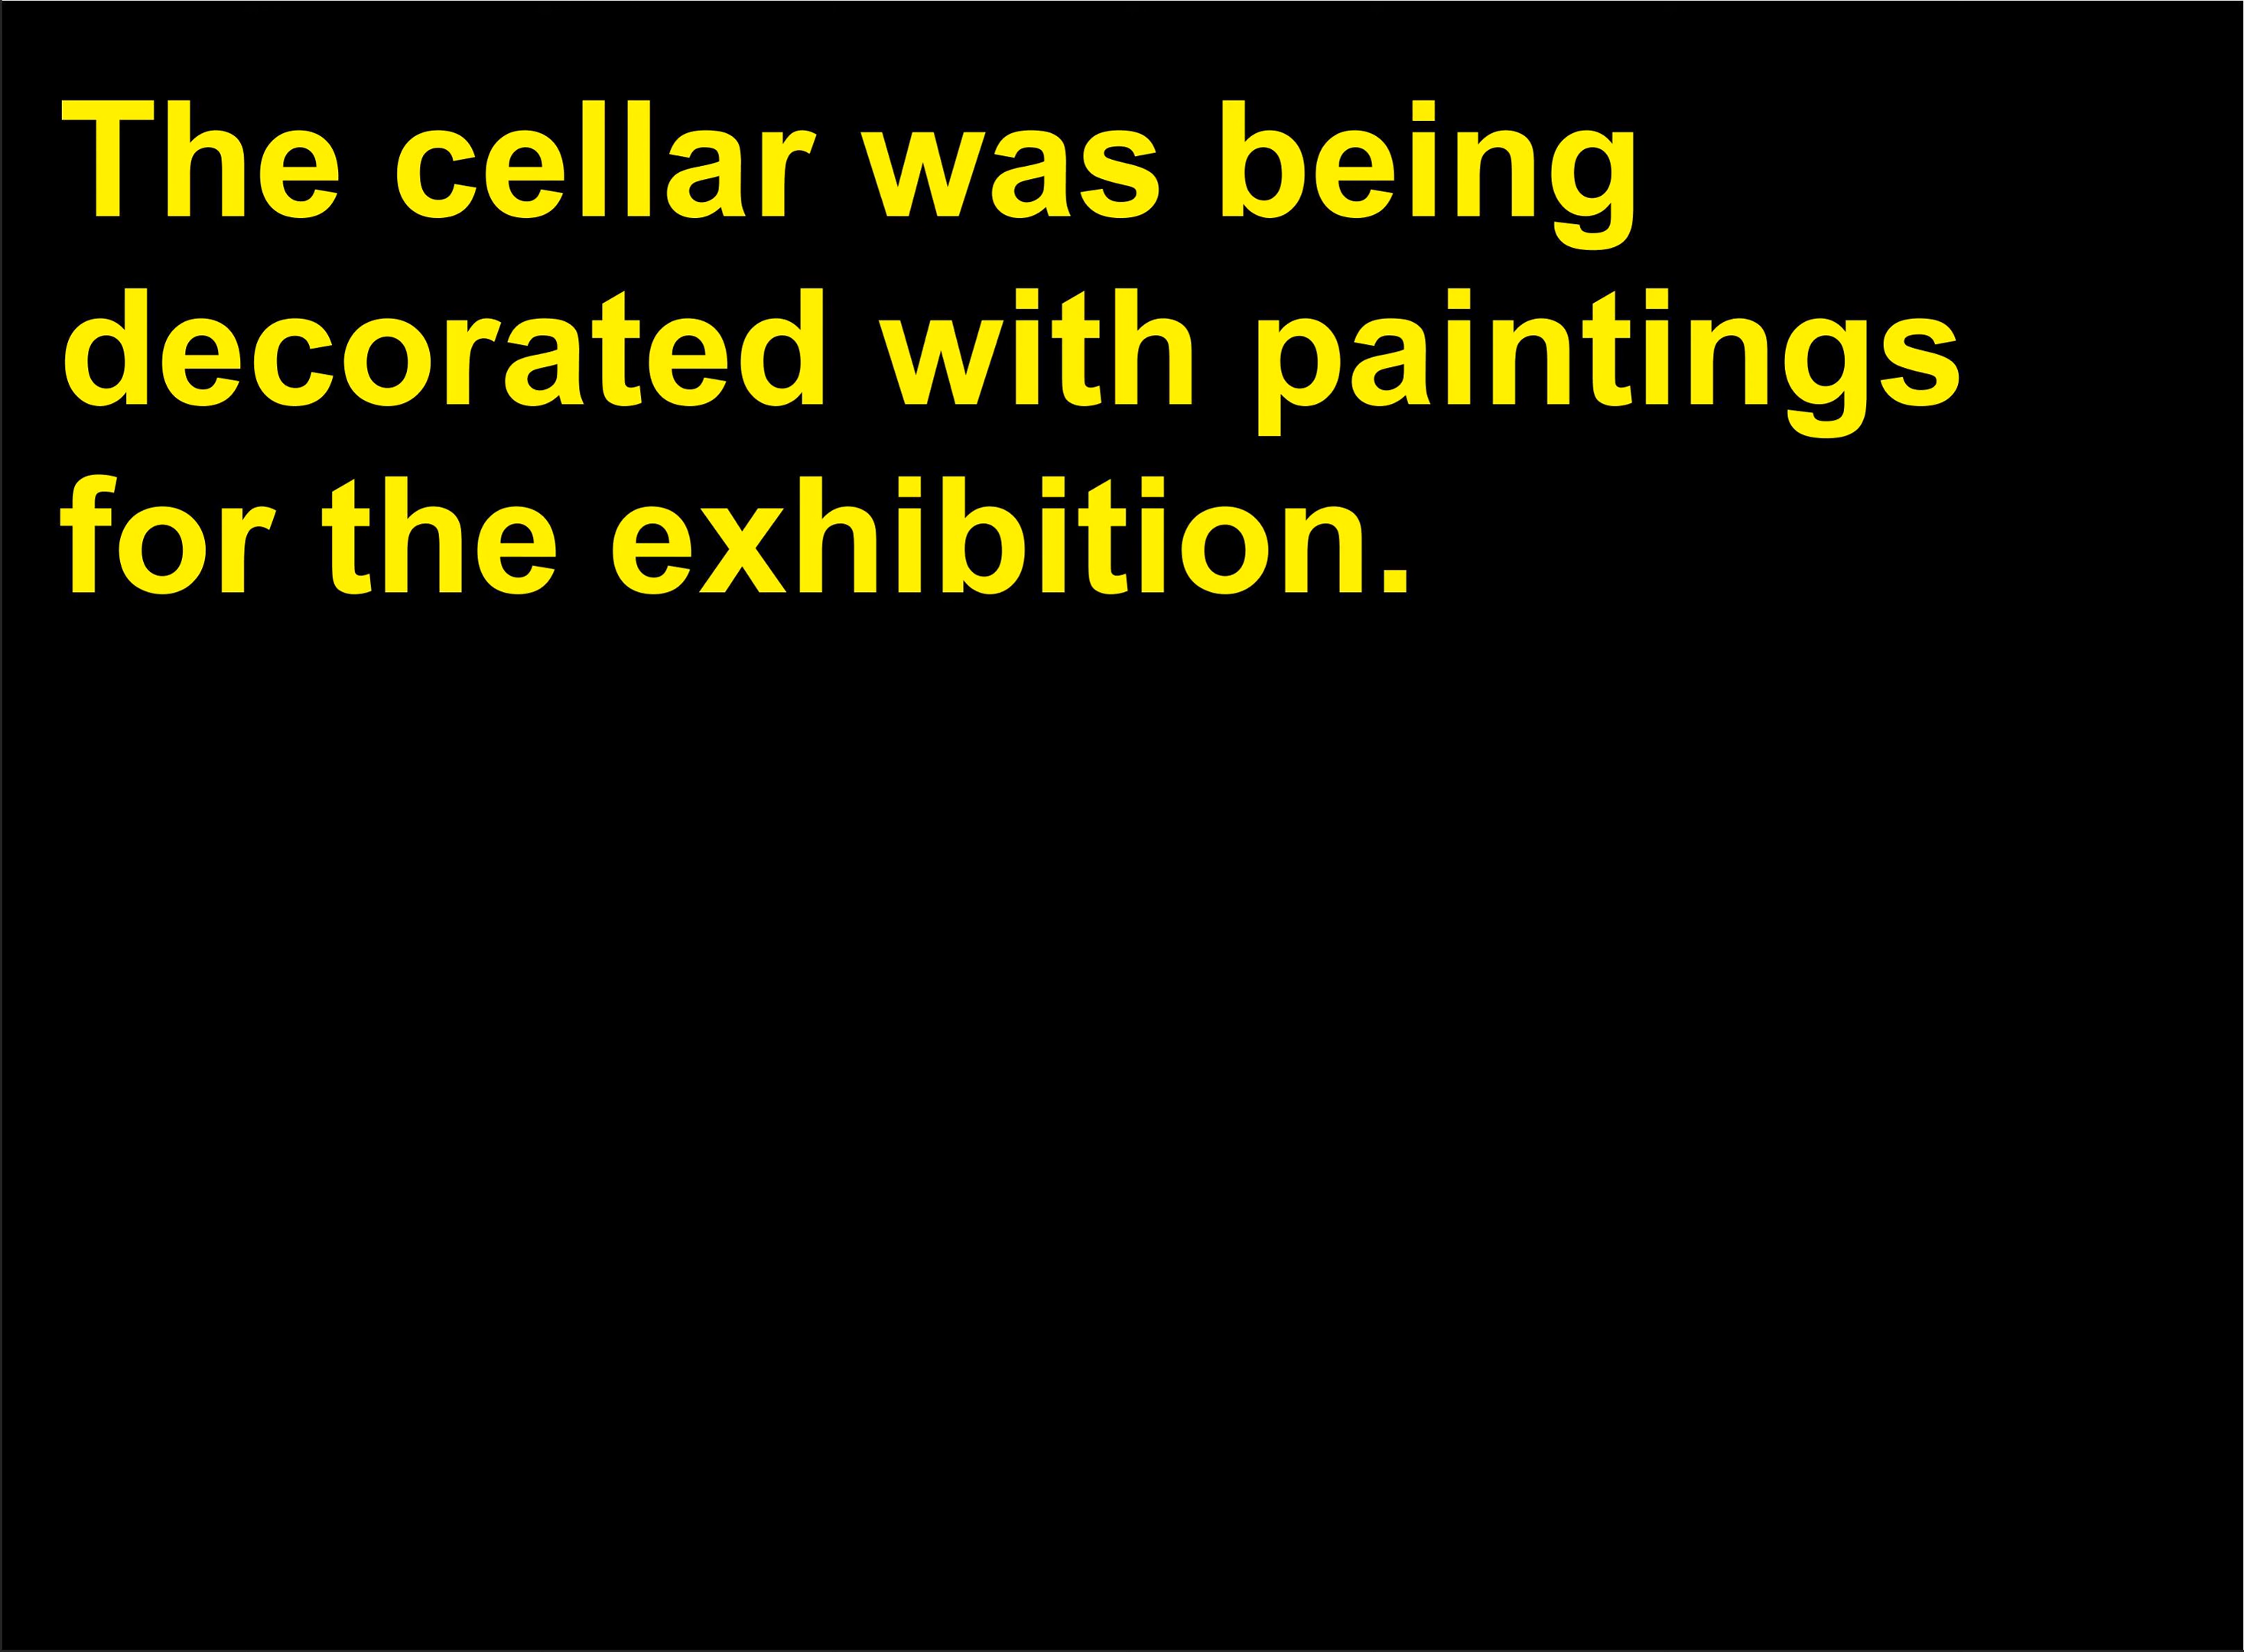 The cellar was being
decorated with paintings
for the exhibition.